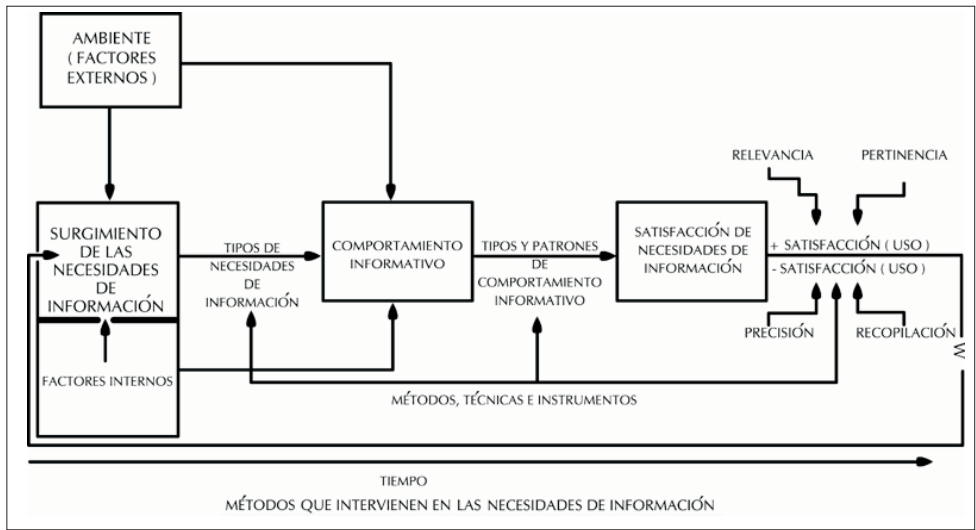 AMBIENTE
( FACTORES
EXTERNOS )
RELEVANCIA
PERTINENCIA
SURGIMIENTO
DE LAS
NECESIDADES
DE
INFORMACIÓN
TIPOS DE
NECESIDADES
DE
INFORMACIÓN
COMPORTAMIENTO
INFORMATIVO
TIPOS Y PATRONES
DE
COMPORTAMIENTO
INFORMATIVO
SATISFACCIÓN DE
NECESIDADES DE
INFORMACIÓN
+ SATISFACCIÓN ( USO )
- SATISFACCIÓN ( USO )
PRECISIÓN
RECOPILACIÓN
FACTORES INTERNOS
MÉTODOS, TÉCNICAS E INSTRUMENTOS
TIEMPO
MÉTODOS QUE INTERVIENEN EN LAS NECESIDADES DE INFORMACIÓN